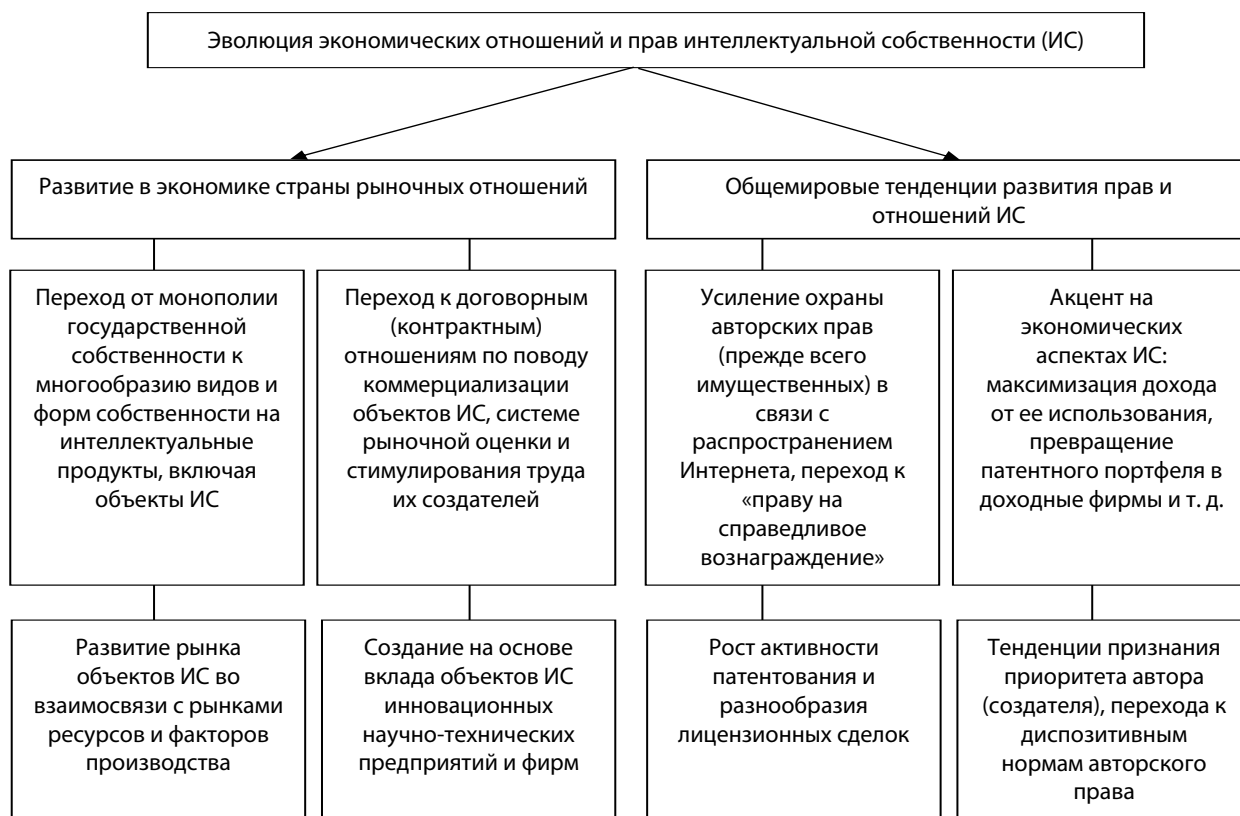 Эволюция экономических отношений и прав интеллектуальной собственности (ИС)
Развитие в экономике страны рыночных отношений
Общемировые тенденции развития прав и
отношений ИС
Переход от монополии
государственной
собственности к
многообразию видов и
форм собственности на
интеллектуальные
продукты, включая
объекты ИС
Переход к договорным
(контрактным)
отношениям по поводу
коммерциализации
объектов ИС, системе
рыночной оценки и
стимулирования труда
их создателей
Усиление охраны
авторских прав
(прежде всего
имущественных) в
связи с
распространением
Интернета, переход к
«праву на
справедливое
вознаграждение»
Акцент на
экономических
аспектах ИС:
максимизация дохода
от ее использования,
превращение
патентного портфеля в
доходные фирмы и т. д.
Развитие рынка
объектов ИС во
взаимосвязи с рынками
ресурсов и факторов
производства
Создание на основе
вклада объектов ИС
инновационных
научно-технических
предприятий и фирм
Рост активности
патентования и
разнообразия
лицензионных сделок
Тенденции признания
приоритета автора
(создателя), перехода к
диспозитивным
нормам авторского
права